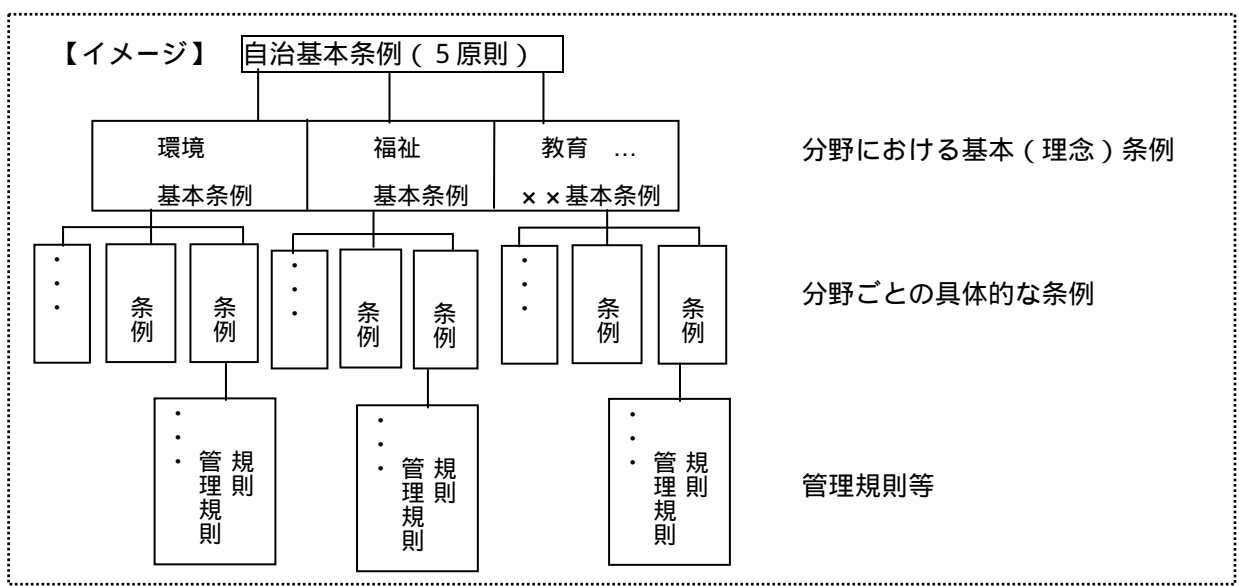 【イメージ】 自治基本条例（５原則）
環境 福祉 教育 …
基本条例 基本条例 ××基本条例
分野における基本（理念）条例
・・・ 条例 条例 ・・・ 条例 条例 ・・・ 条例 条例
分野ごとの具体的な条例
規則
管理規則
・・・
規則
管理規則
・・・
規則
管理規則
・・・
管理規則等